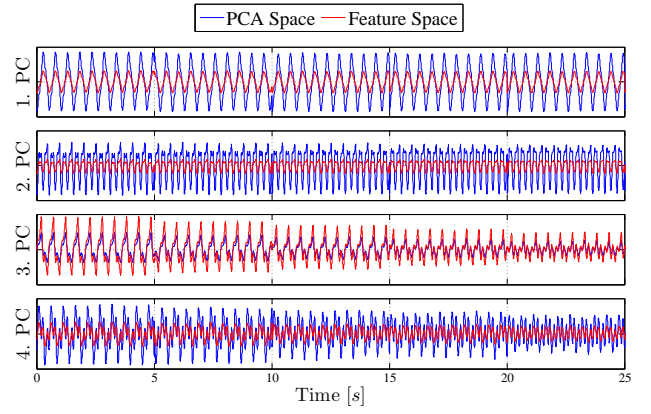 PCA Space Feature Space
1. PC
2. PC
3. PC
4. PC
0 5 10 15 20 25
Time [s]